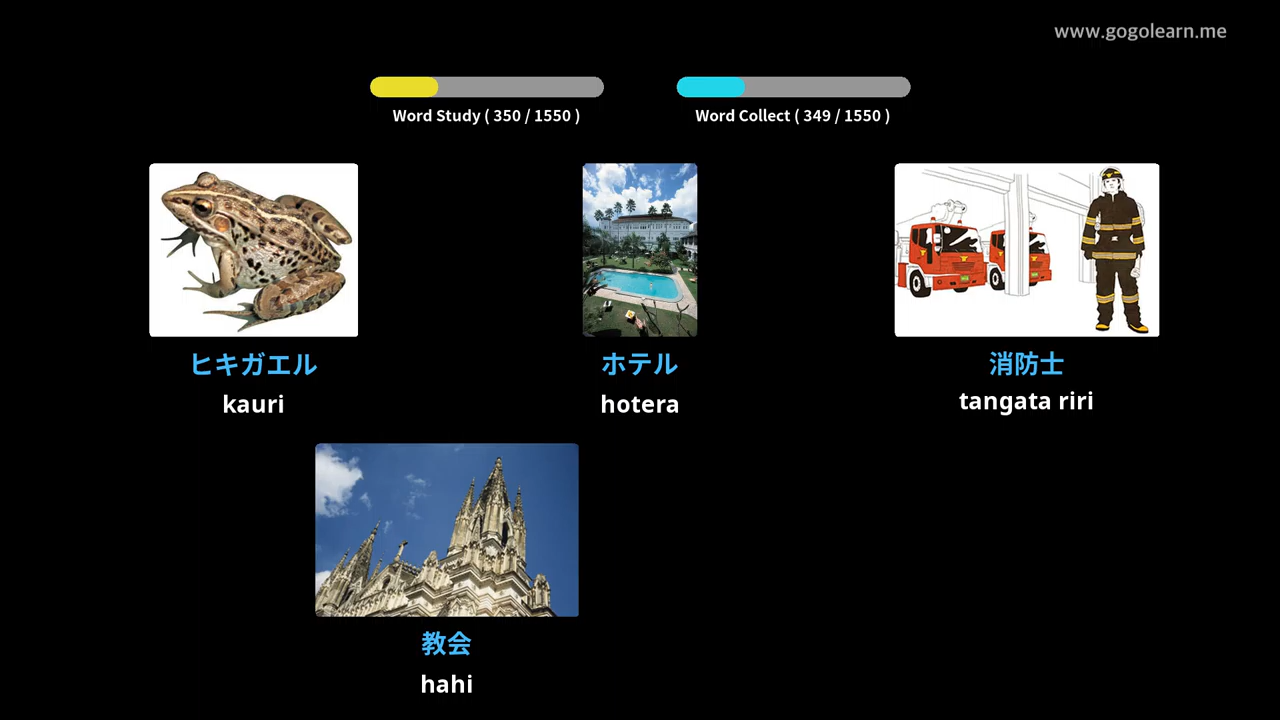 www.gogolearn.me
Word Study ( 350 / 1550 )
Word Collect ( 349 / 1550 )
ヒキガエル
kauri
ホテル
hotera
消防士
tangata riri
教会
hahi